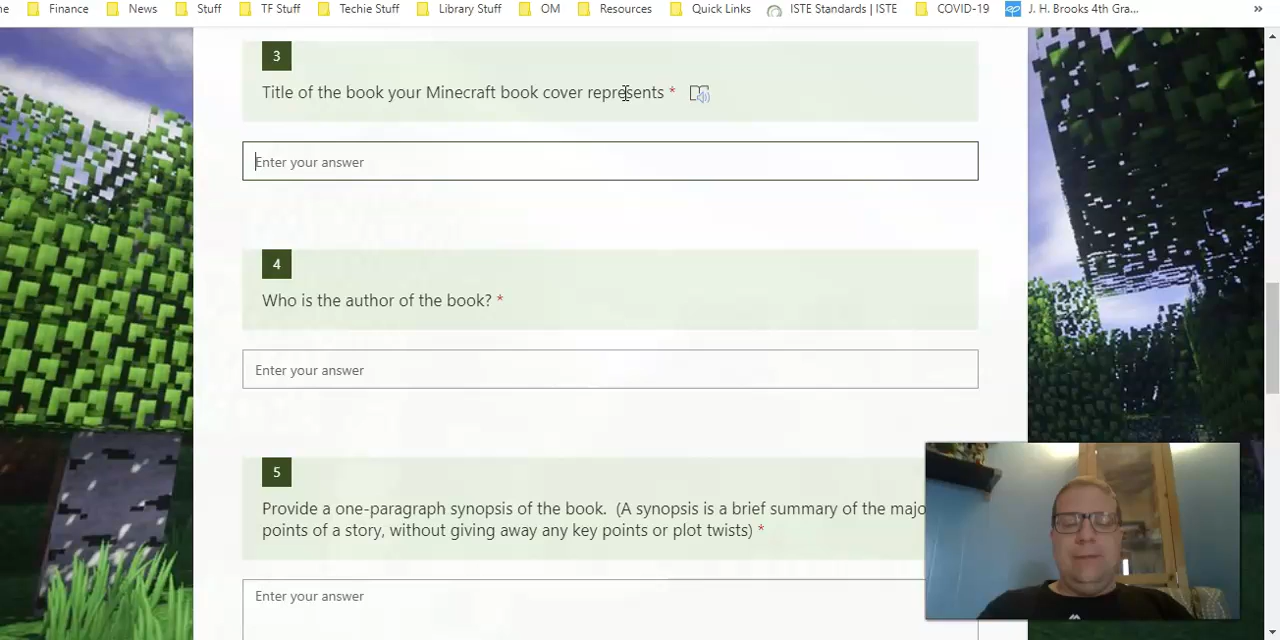 Finance News Stuff TF Stuff Techie Stuff Library Stuff OM Resources Quick Links ISTE Standards | ISTE COVID-19 J. H. Brooks 4th Gra... »
3
Title of the book your Minecraft book cover represents *
Enter your answer
4
Who is the author of the book? *
Enter your answer
5
Provide a one-paragraph synopsis of the book. (A synopsis is a brief summary of the majo
points of a story, without giving away any key points or plot twists) *
Enter your answer